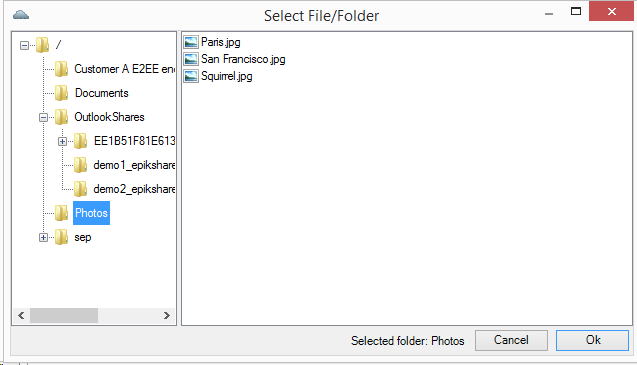 Select File/Folder
/
Customer A E2EE en
Documents
OutlookShares
EE1B51F81E613
demo1_epikshare
demo2_epikshare
Photos
sep
Paris.jpg
San Francisco.jpg
Squirrel.jpg
Selected folder: Photos
Cancel
Ok